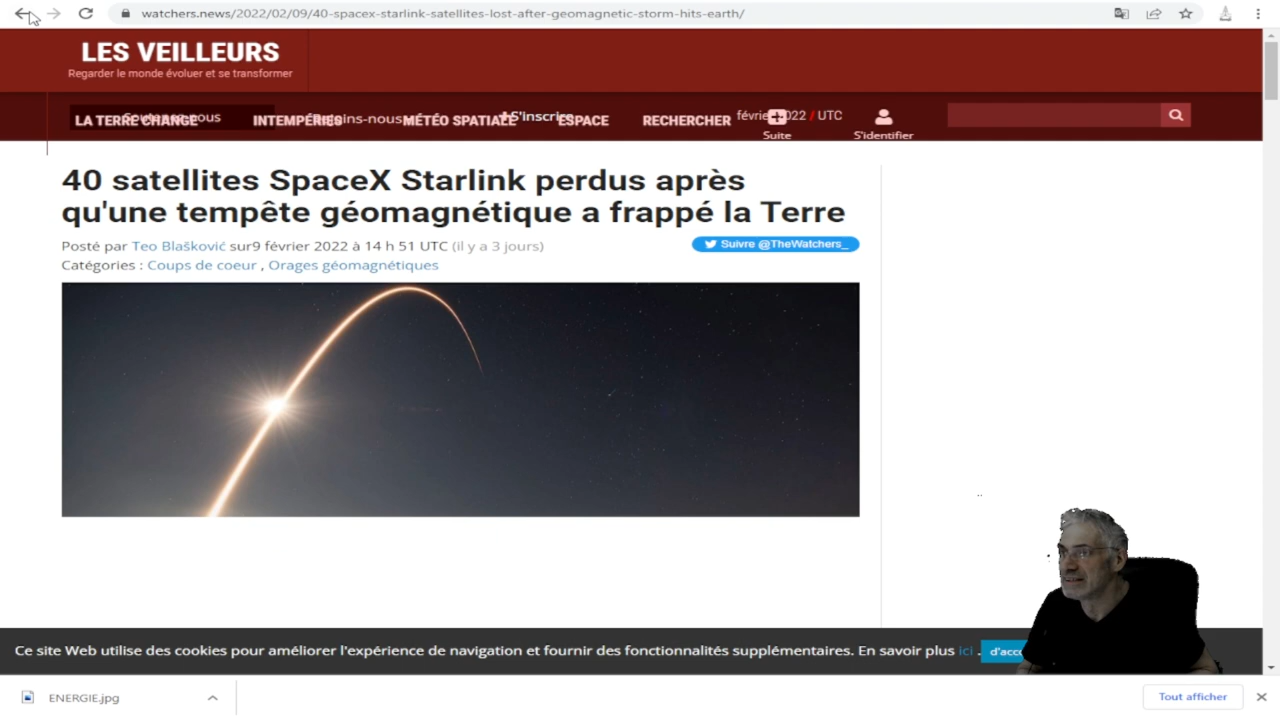 watchers.news/2022/02/09/40-spacex-starlink-satellites-lost-after-geomagnetic-storm-hits-earth/
LES VEILLEURS
Regarder le monde évoluer et se transformer
LA TERRE CHANGE INTEMPÉRIES MÉTÉO SPATIALE S'inscrire ESPACE RECHERCHER / UTC
Suite S'identifier
40 satellites SpaceX Starlink perdus après
qu'une tempête géomagnétique a frappé la Terre
Posté par Teo Blašković sur9 février 2022 à 14 h 51 UTC (il y a 3 jours)
Suivre @TheWatchers_
Catégories : Coups de coeur , Orages géomagnétiques
Ce site Web utilise des cookies pour améliorer l'expérience de navigation et fournir des fonctionnalités supplémentaires. En savoir plus ici .
ENERGIE.jpg
Tout afficher